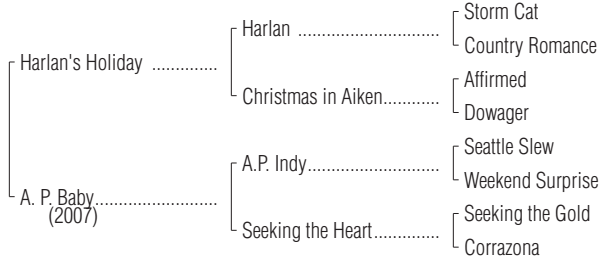 Storm Cat
Harlan ..............................
Country Romance
Harlan's Holiday ..............
Affirmed
Christmas in Aiken............
Dowager
Seattle Slew
A.P. Indy............................
Weekend Surprise
A. P. Baby..........................
(2007)
Seeking the Gold
Seeking the Heart..............
Corrazona